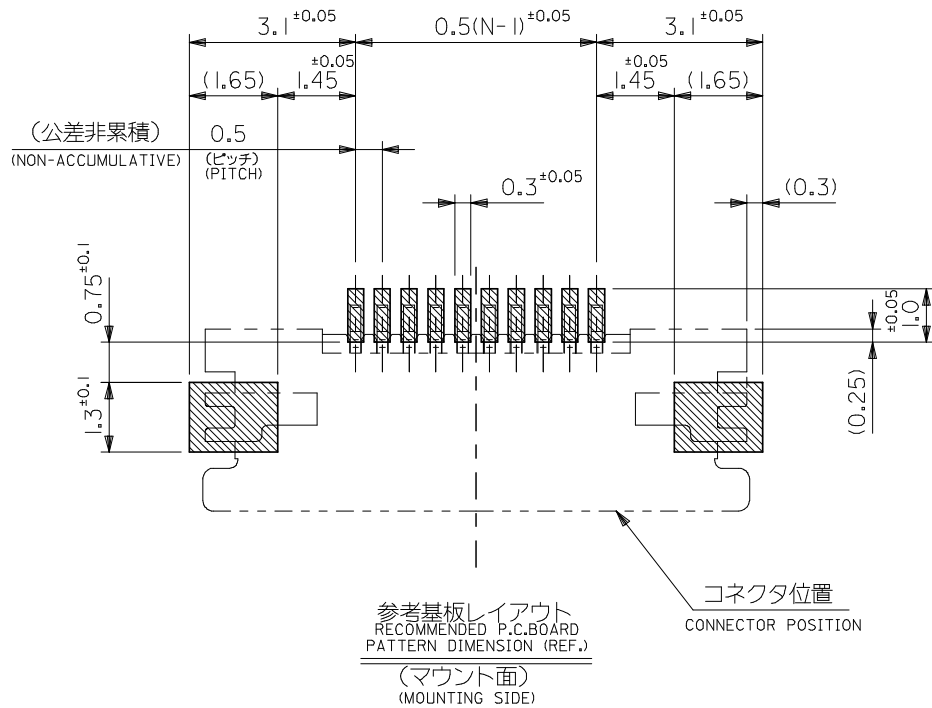 3.1±0.05
0.5(N-1)±0.05
3.1±0.05
(1.65)
1.45±0.05
1.45±0.05
(1.65)
(公差非累積)
(NON-ACCUMULATIVE)
0.5
(ピッチ)
(PITCH)
0.3±0.05
(0.3)
0.75±0.1
1.3±0.1
1.0±0.05
(0.25)
コネクタ位置
CONNECTOR POSITION
参考基板レイアウト
RECOMMENDED P.C.BOARD
PATTERN DIMENSION (REF.)
(マウント面)
(MOUNTING SIDE)